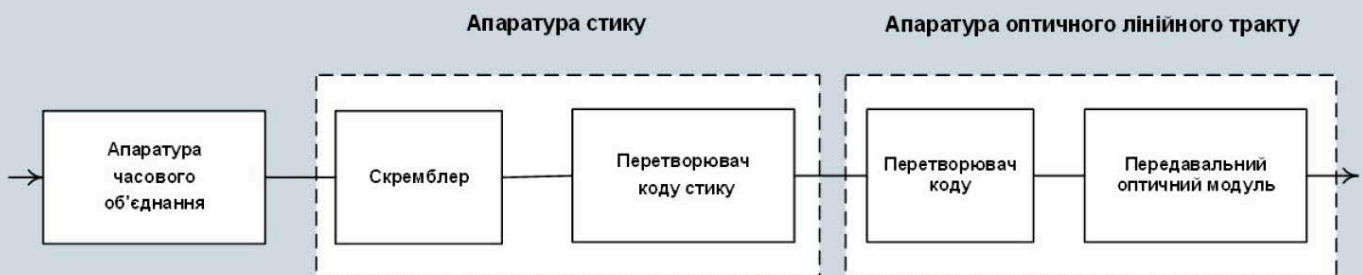 Апаратура стику
Апаратура оптичного лінійного тракту
Апаратура
часового
об'єднання
Скремблер
Перетворювач
коду стику
Перетворювач
коду
Передавальний
оптичний модуль